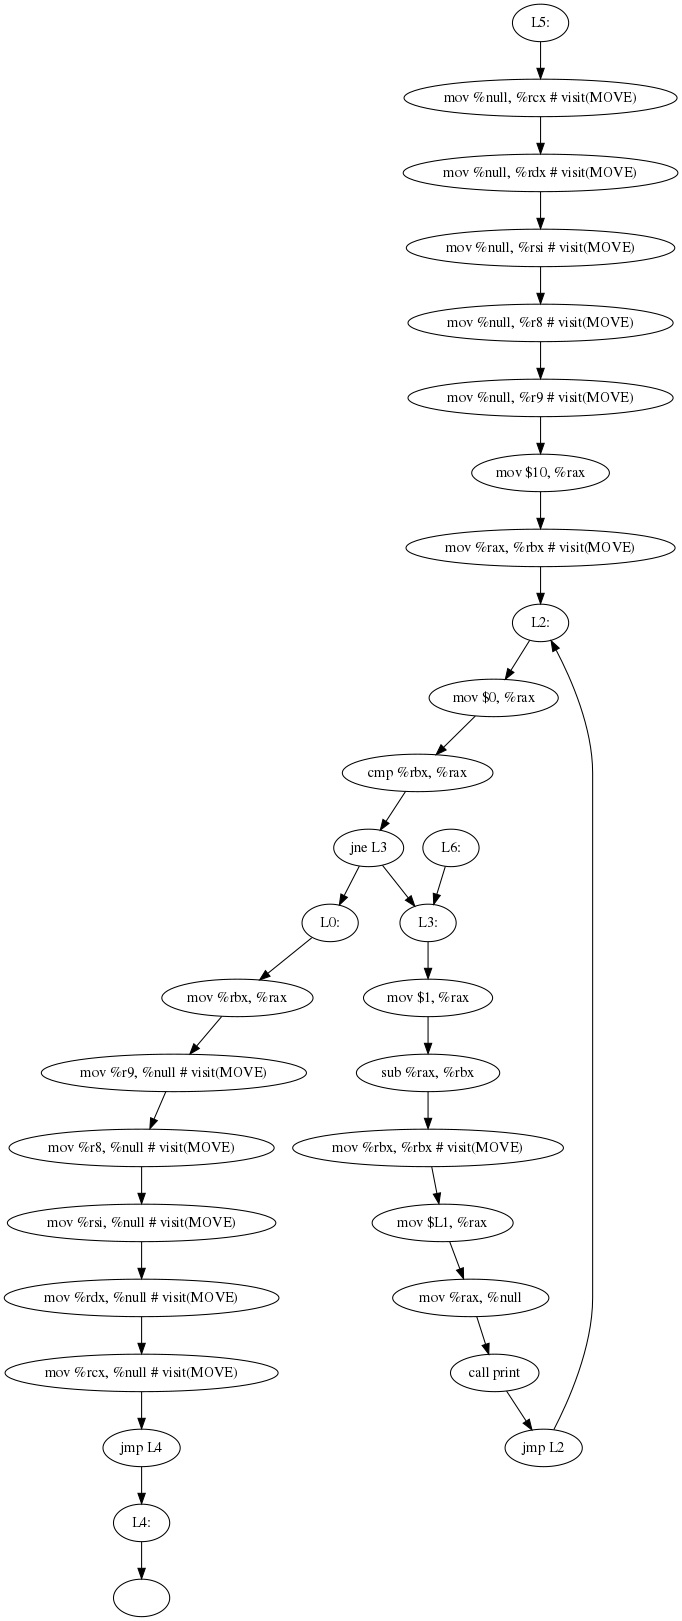 L5:
mov %null, %rcx # visit(MOVE)
mov %null, %rdx # visit(MOVE)
mov %null, %rsi # visit(MOVE)
mov %null, %r8 # visit(MOVE)
mov %null, %r9 # visit(MOVE)
mov $10, %rax
mov %rax, %rbx # visit(MOVE)
L2:
mov $0, %rax
cmp %rbx, %rax
jne L3
L6:
L0:
L3:
mov %rbx, %rax
mov $1, %rax
mov %r9, %null # visit(MOVE)
sub %rax, %rbx
mov %r8, %null # visit(MOVE)
mov %rbx, %rbx # visit(MOVE)
mov %rsi, %null # visit(MOVE)
mov $L1, %rax
mov %rdx, %null # visit(MOVE)
mov %rax, %null
mov %rcx, %null # visit(MOVE)
call print
jmp L4
jmp L2
L4: